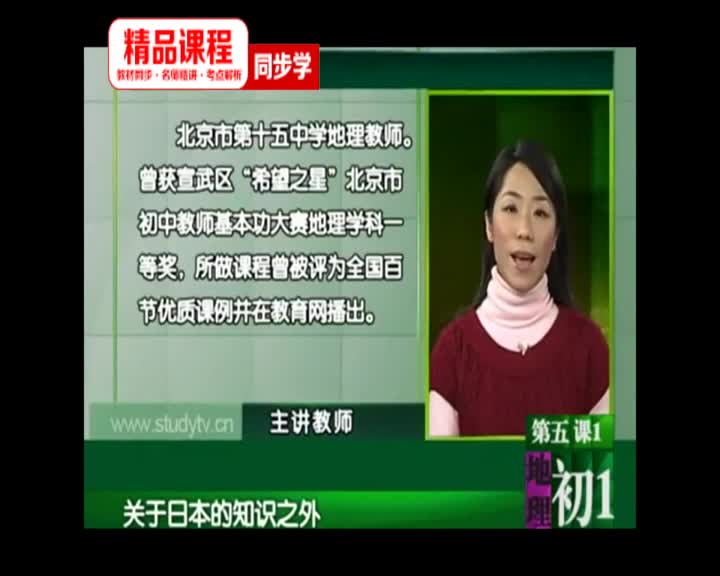 精品课程
教材同步·名师精讲·考点解析
同步学
北京市第十五中学地理教师。
曾获宣武区“希望之星”北京市
初中教师基本功大赛地理学科一
等奖，所做课程曾被评为全国百
节优质课例并在教育网播出。
www.studytv.cn
主讲教师
第五课1
地理
初1
关于日本的知识之外